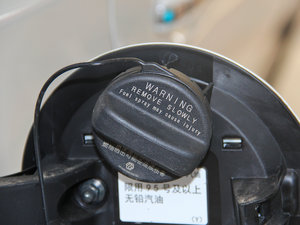 WARNING
REMOVE SLOWLY
Fuel spray may cause injury
限用95号及以上
无铅汽油
(Y)